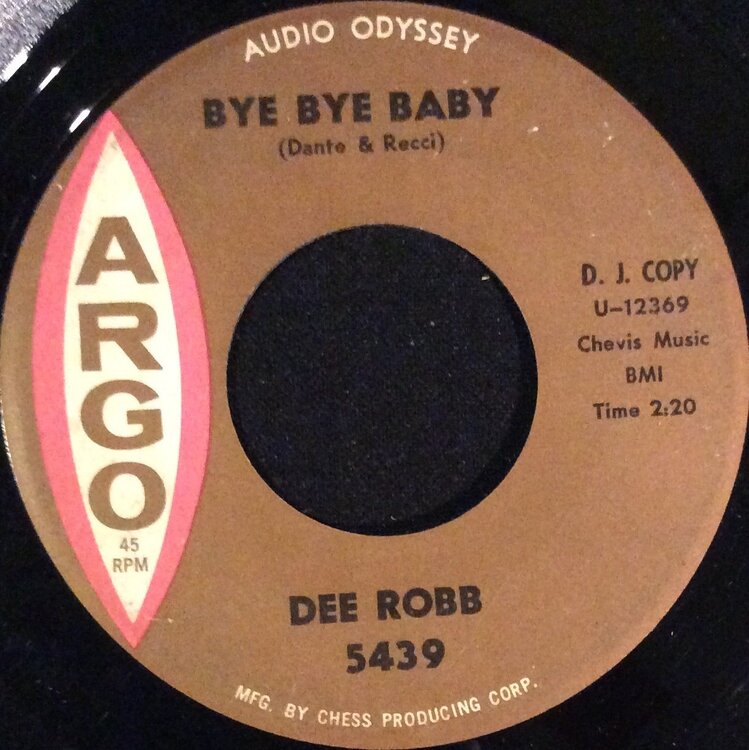 AUDIO ODYSSEY
BYE BYE BABY
(Dante & Recci)
ARGO
45
RPM
D. J. COPY
U-12369
Chevis Music
BMI
Time 2:20
DEE ROBB
5439
MFG. BY CHESS PRODUCING CORP.